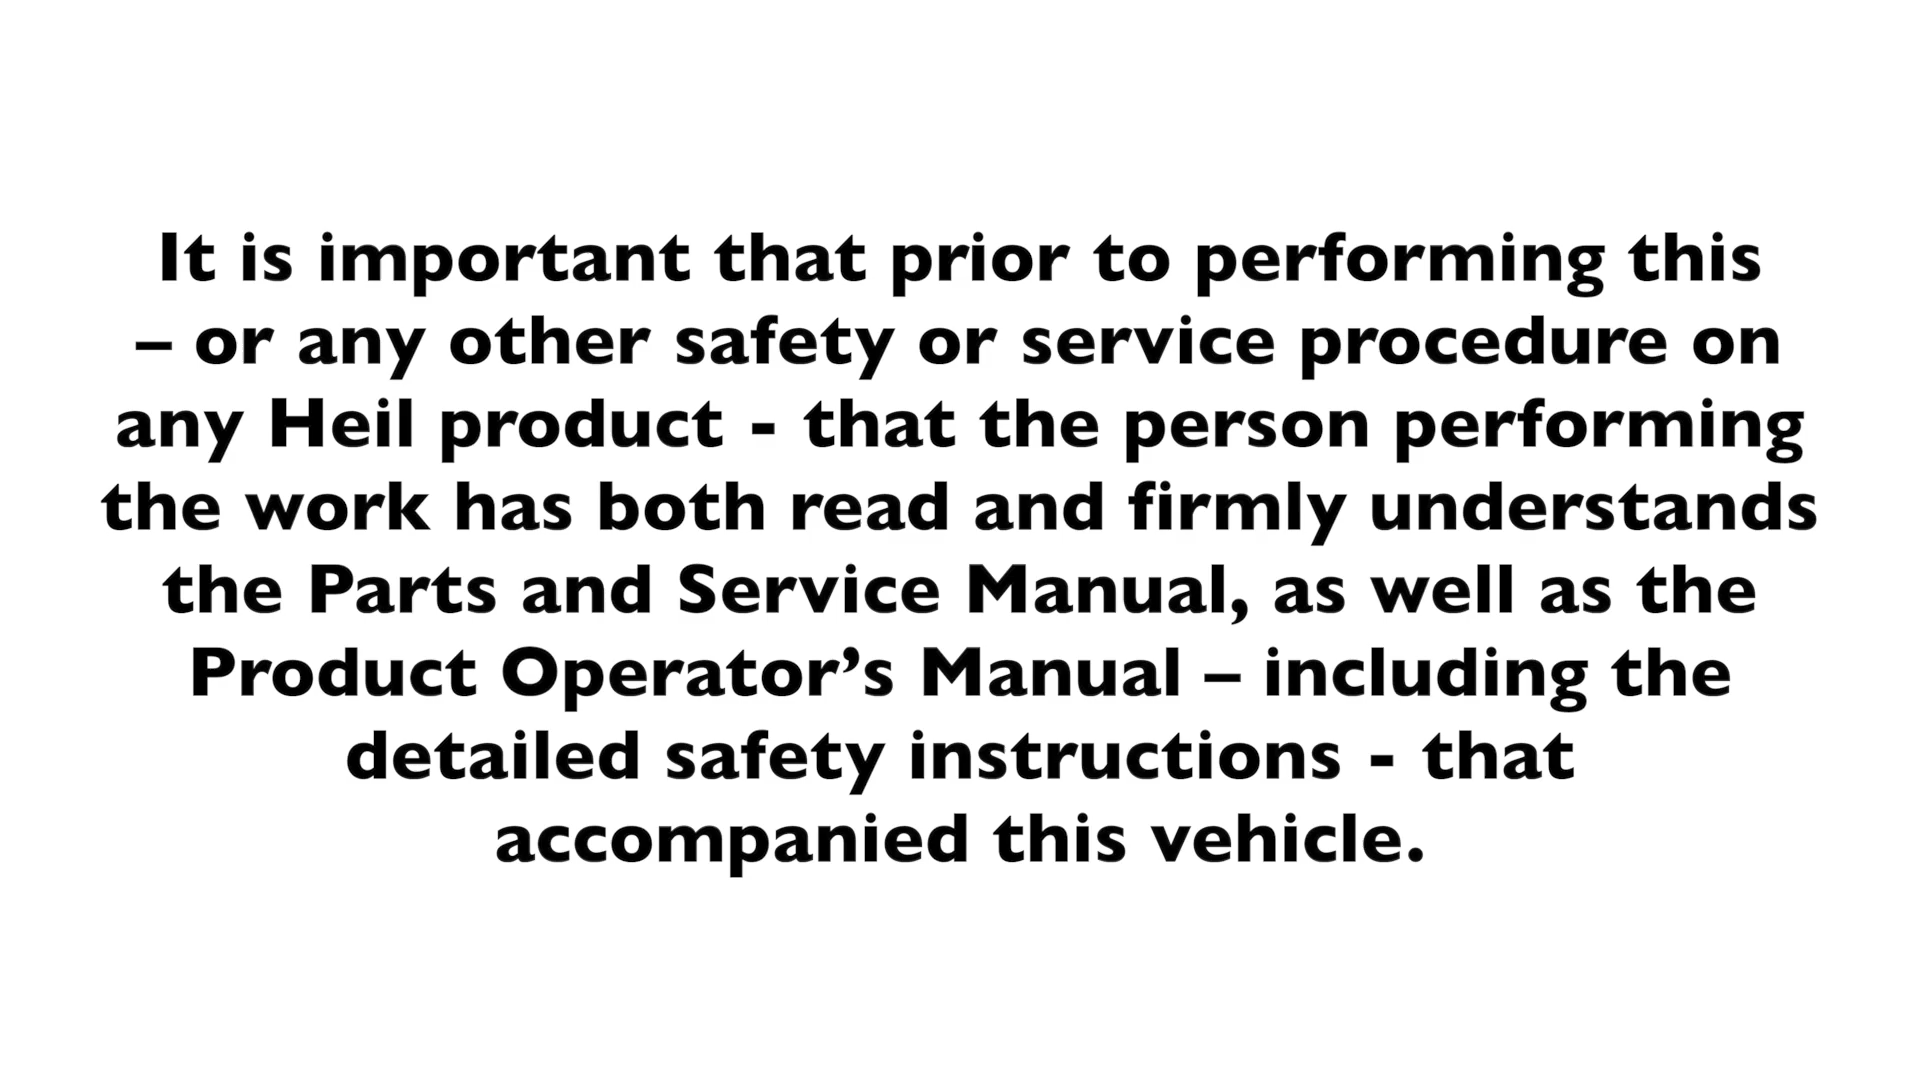 It is important that prior to performing this
– or any other safety or service procedure on
any Heil product - that the person performing
the work has both read and firmly understands
the Parts and Service Manual, as well as the
Product Operator’s Manual – including the
detailed safety instructions - that
accompanied this vehicle.